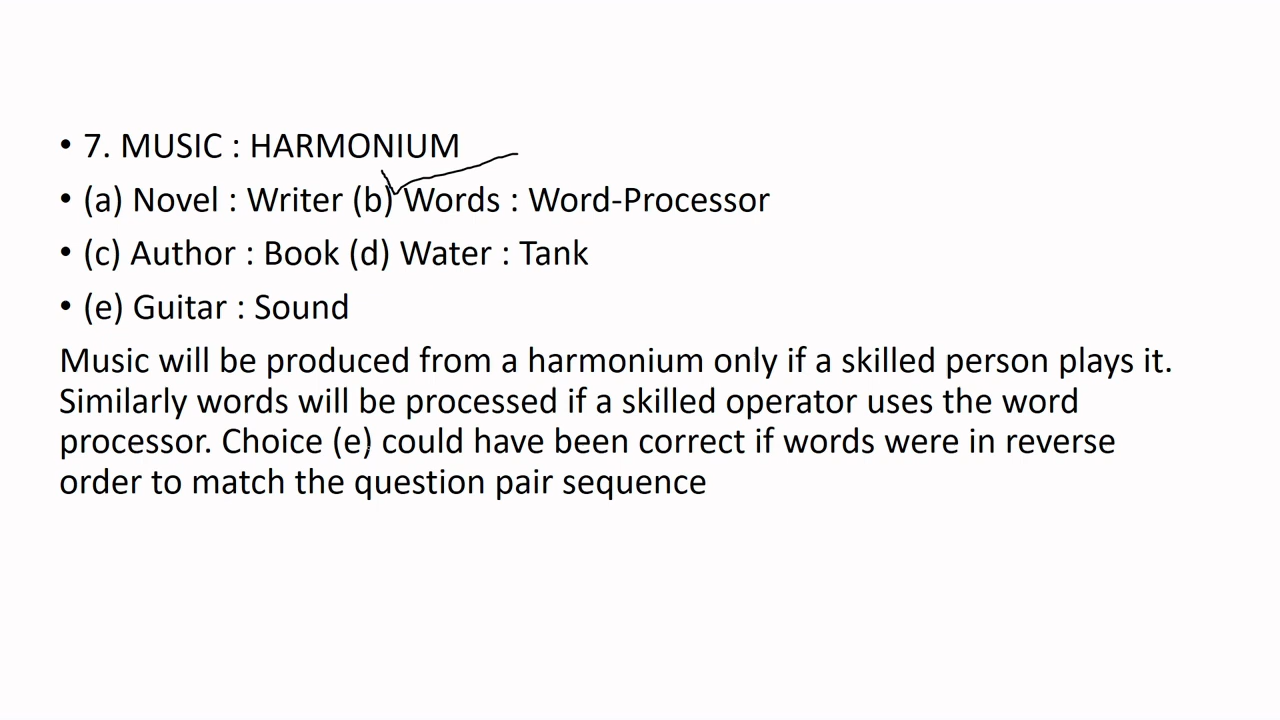 • 7. MUSIC : HARMONIUM
• (a) Novel : Writer (b) Words : Word-Processor
• (c) Author : Book (d) Water : Tank
• (e) Guitar : Sound
Music will be produced from a harmonium only if a skilled person plays it.
Similarly words will be processed if a skilled operator uses the word
processor. Choice (e) could have been correct if words were in reverse
order to match the question pair sequence